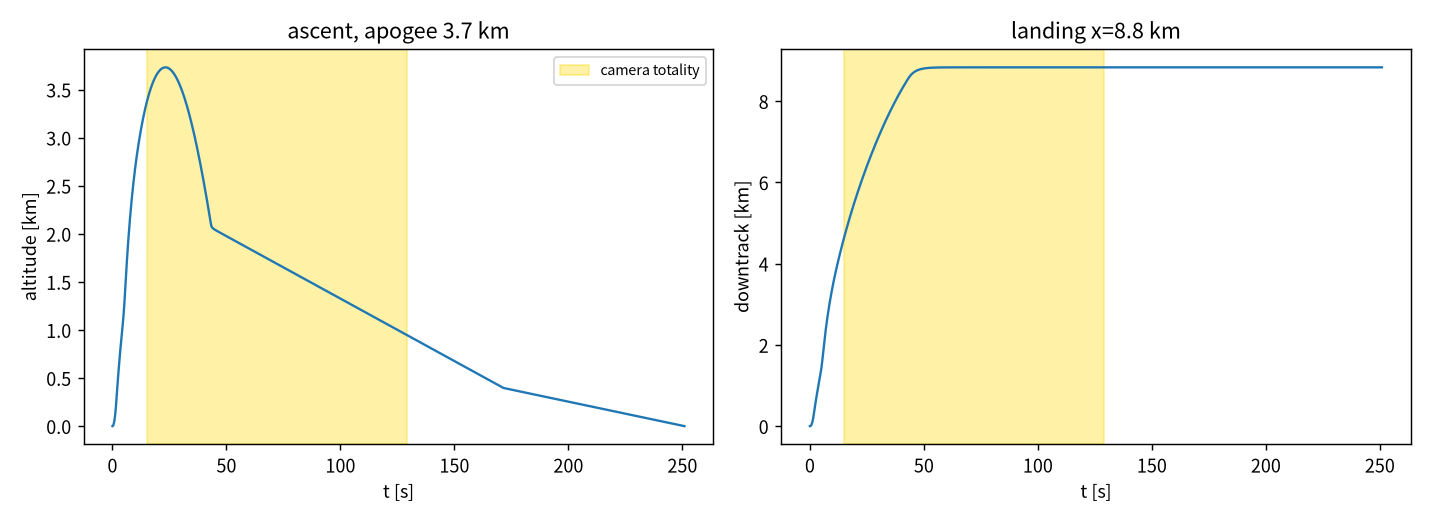 ascent, apogee 3.7 km
altitude [km]
3.5
3.0
2.5
2.0
1.5
1.0
0.5
0.0
camera totality
0 50 100 150 200 250
t [s]
landing x=8.8 km
downtrack [km]
8
6
4
2
0
0 50 100 150 200 250
t [s]